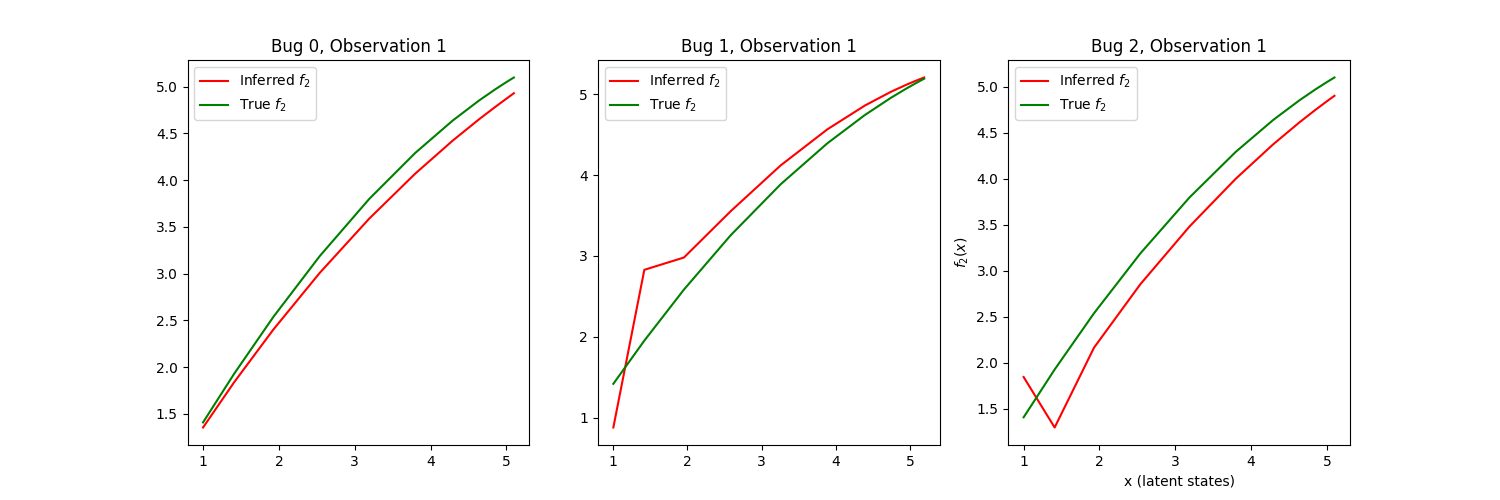 Bug 0, Observation 1
Inferred f₂
True f₂
5.0
4.5
4.0
3.5
3.0
2.5
2.0
1.5
1 2 3 4 5
Bug 1, Observation 1
Inferred f₂
True f₂
5
4
3
2
1
1 2 3 4 5
Bug 2, Observation 1
Inferred f₂
True f₂
f₂(x)
5.0
4.5
4.0
3.5
3.0
2.5
2.0
1.5
1 2 3 4 5
x (latent states)